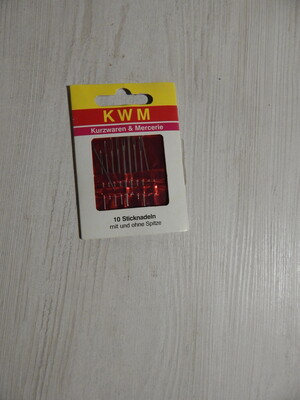 KWM
Kurzwaren & Mercerie
10 Sticknadeln
mit und ohne Spitze